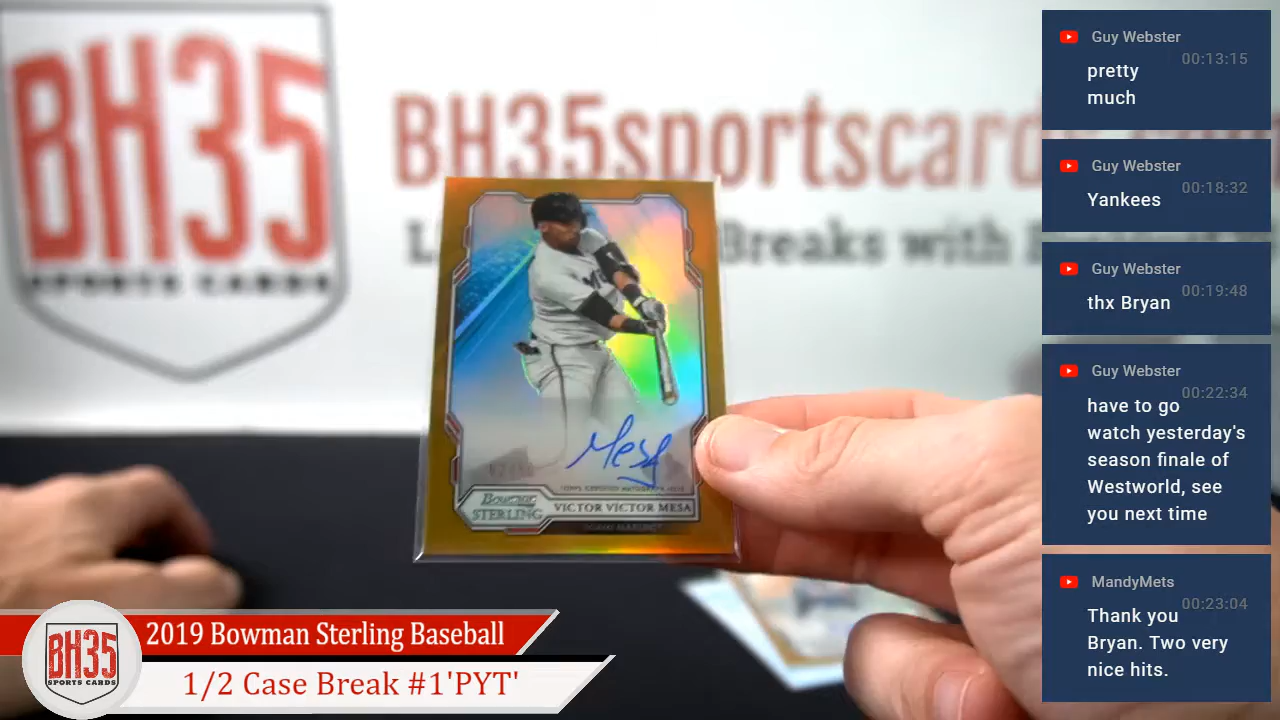 BH35
SPORTS CARDS
BH35sportscards
Breaks with
Mesa
Bowman
STERLING
VICTOR VICTOR MESA
BH35
SPORTS CARDS
2019 Bowman Sterling Baseball
1/2 Case Break #1'PYT'
Guy Webster
00:13:15
pretty
much
Guy Webster
00:18:32
Yankees
Guy Webster
00:19:48
thx Bryan
Guy Webster
00:22:34
have to go
watch yesterday's
season finale of
Westworld, see
you next time
MandyMets
00:23:04
Thank you
Bryan. Two very
nice hits.